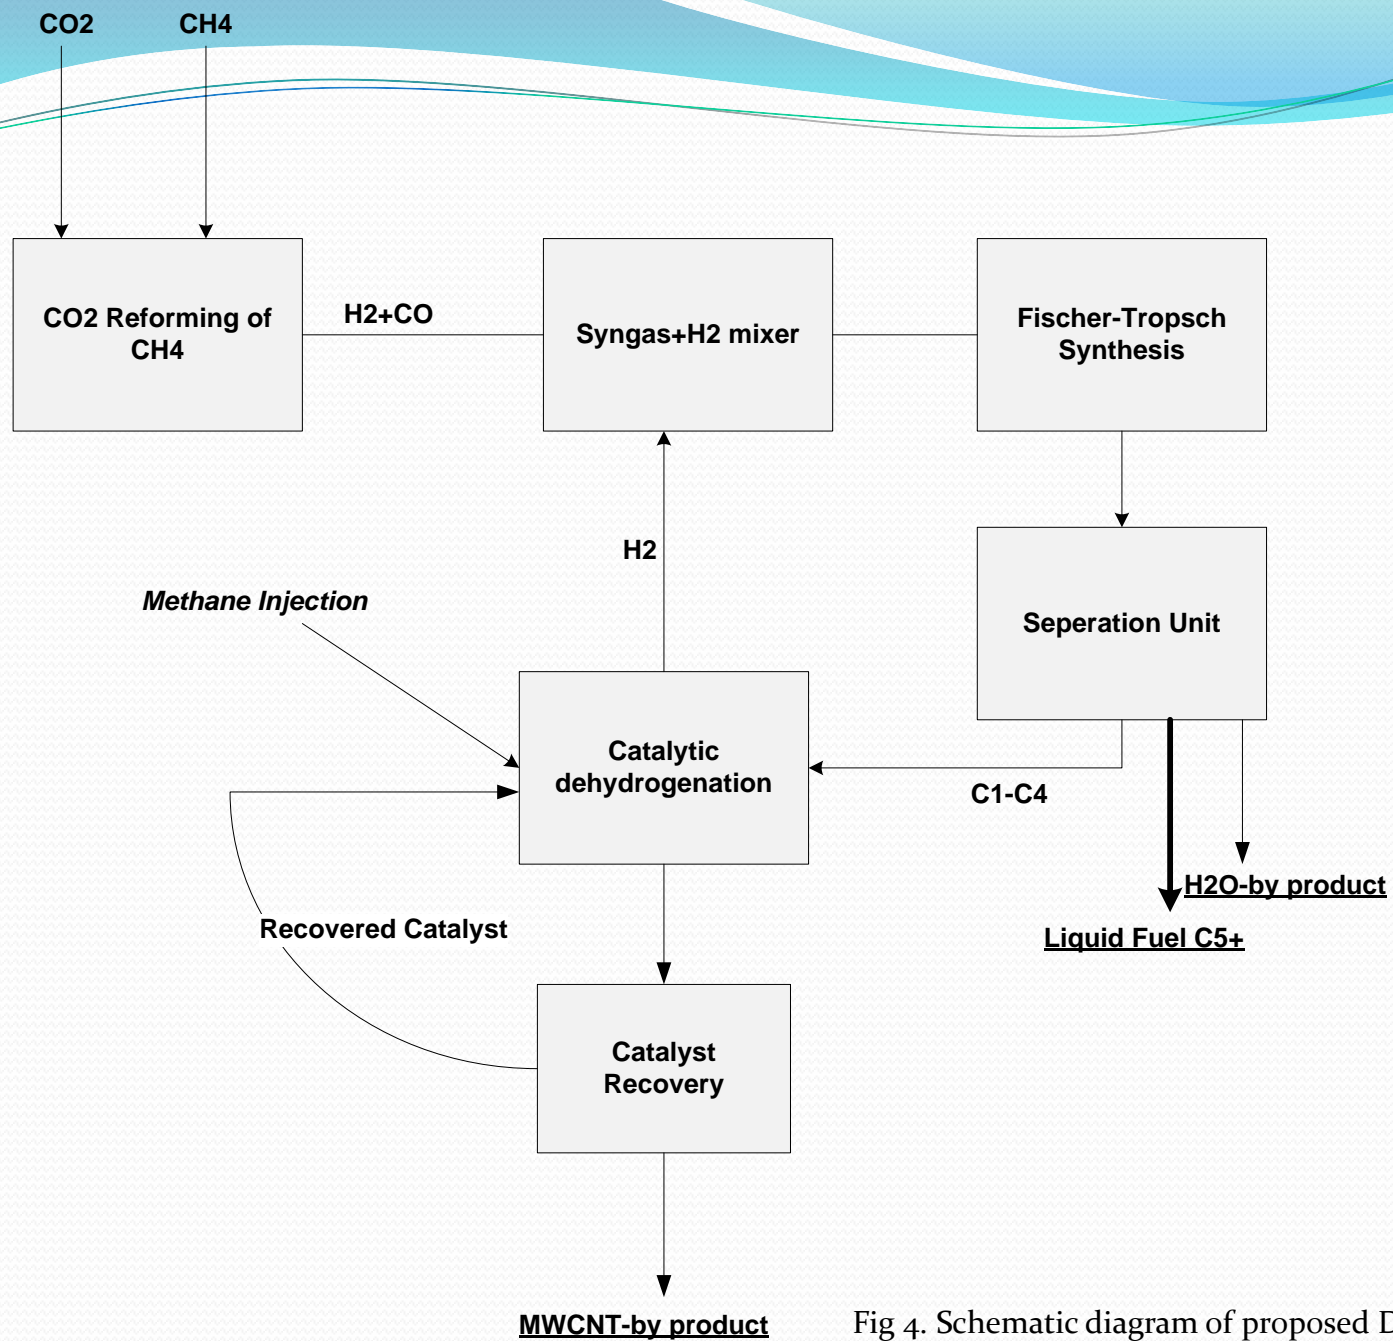 CO2
CH4
CO2 Reforming of
CH4
H2+CO
Syngas+H2 mixer
Fischer-Tropsch
Synthesis
H2
Methane Injection
Seperation Unit
Catalytic
dehydrogenation
C1-C4
H2O-by product
Liquid Fuel C5+
Recovered Catalyst
Catalyst
Recovery
MWCNT-by product
Fig 4. Schematic diagram of proposed